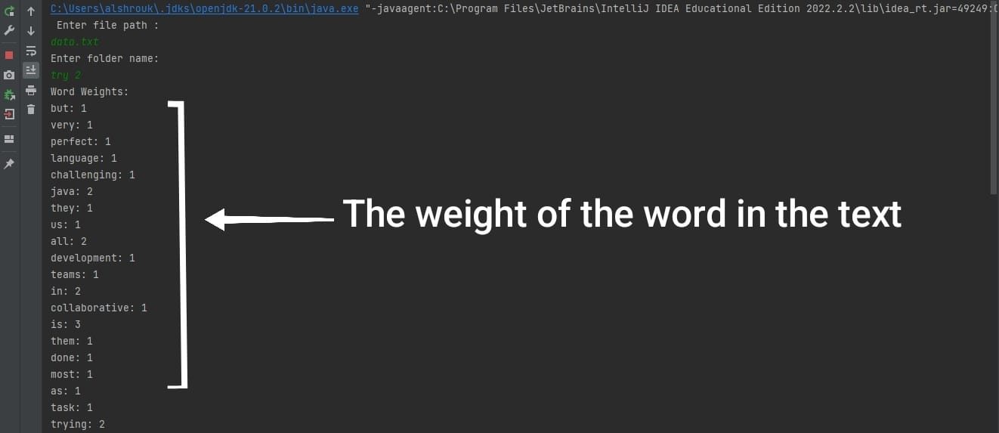 C:\Users\alshrouk\.jdks\openjdk-21.0.2\bin\java.exe "-javaagent:C:\Program Files\JetBrains\IntelliJ IDEA Educational Edition 2022.2.2\lib\idea_rt.jar=49249:
Enter file path :
data.txt
Enter folder name:
try 2
Word Weights:
but: 1
very: 1
perfect: 1
language: 1
challenging: 1
java: 2
they: 1
The weight of the word in the text
us: 1
all: 2
development: 1
teams: 1
in: 2
collaborative: 1
is: 3
them: 1
done: 1
most: 1
as: 1
task: 1
trying: 2